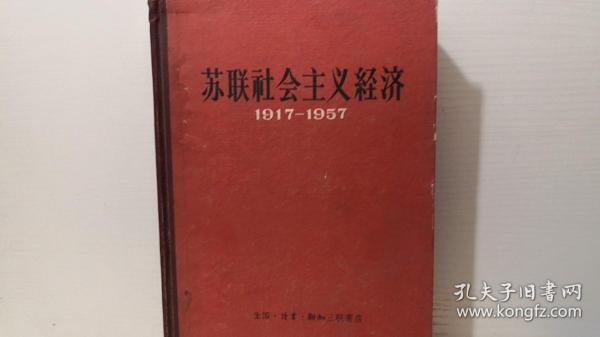 苏联社会主义経济
1917-1957
生活·读书·新知三联书店
孔夫子旧书网
www.kongfz.com